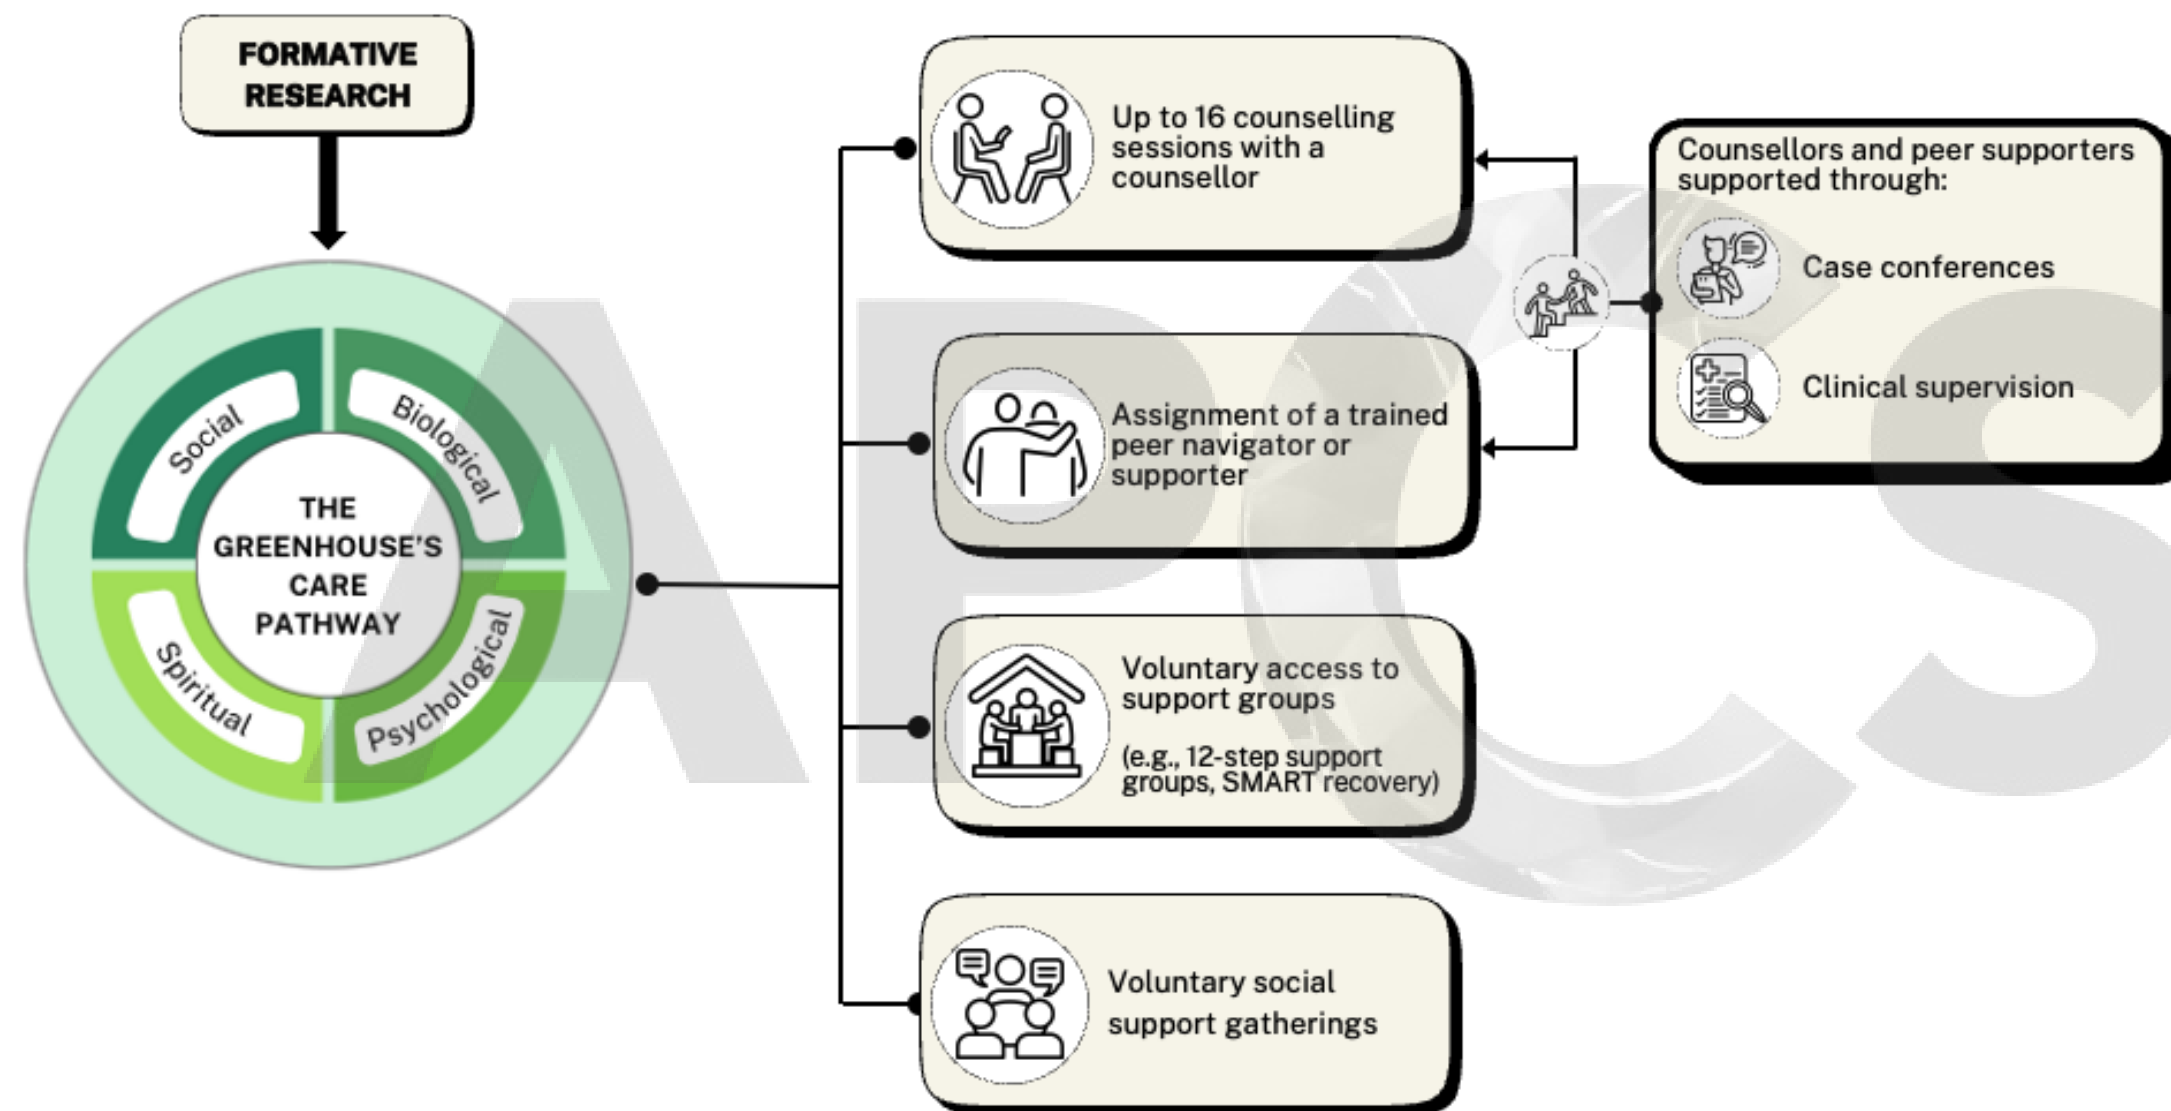 FORMATIVE
RESEARCH
Social
Biological
THE
GREENHOUSE'S
CARE
PATHWAY
Spiritual
Psychological
Up to 16 counselling
sessions with a
counsellor
Assignment of a trained
peer navigator or
supporter
Voluntary access to
support groups
(e.g., 12-step support
groups, SMART recovery)
Voluntary social
support gatherings
Counsellors and peer supporters
supported through:
Case conferences
Clinical supervision
APCS